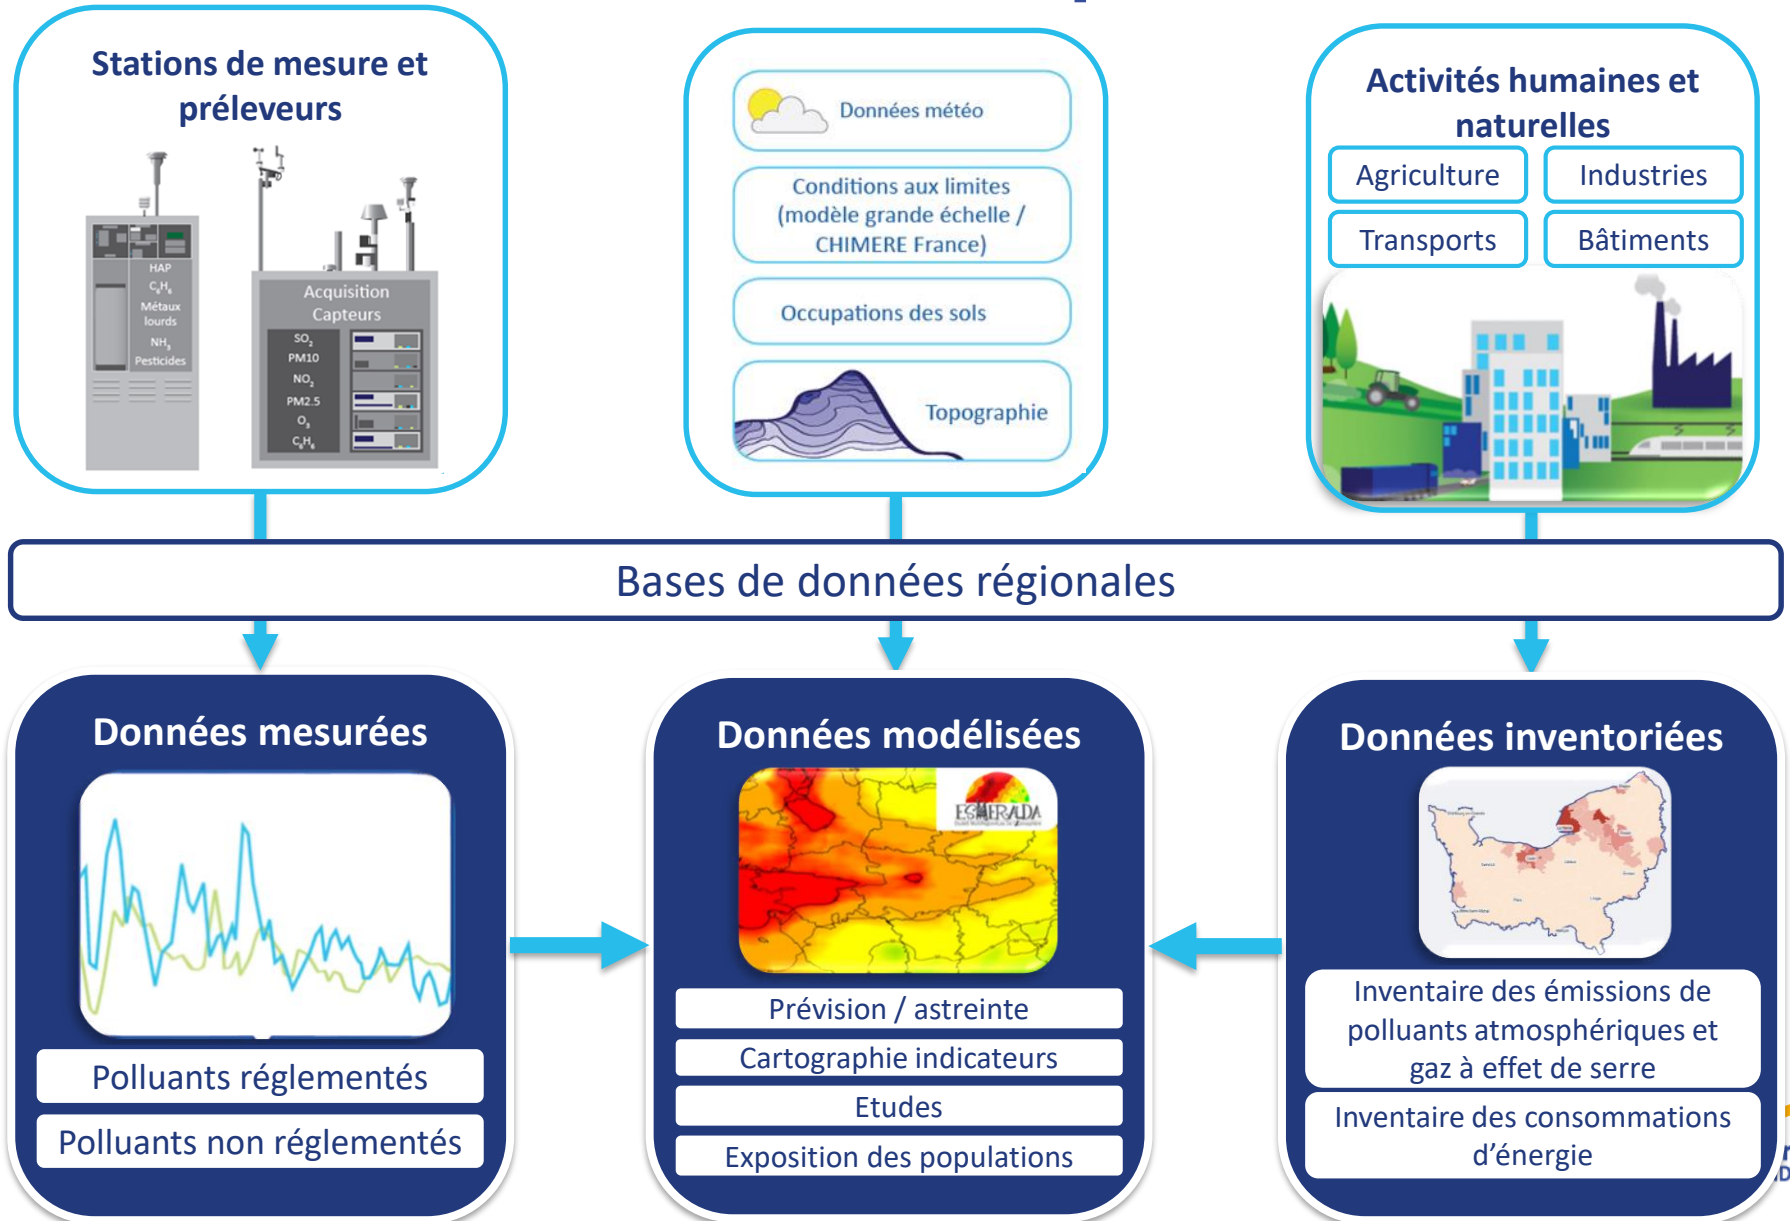 Stations de mesure et
préleveurs
HAP
C₆H₆
Métaux
lourds
NH₃
Pesticides
Acquisition
Capteurs
SO₂
PM10
NO₂
PM2.5
O₃
C₆H₆
Données météo
Conditions aux limites
(modèle grande échelle /
CHIMERE France)
Occupations des sols
Topographie
Activités humaines et
naturelles
Agriculture
Industries
Transports
Bâtiments
Bases de données régionales
Données mesurées
Polluants réglementés
Polluants non réglementés
Données modélisées
ESMERALDA
Prévision / astreinte
Cartographie indicateurs
Etudes
Exposition des populations
Données inventoriées
Inventaire des émissions de
polluants atmosphériques et
gaz à effet de serre
Inventaire des consommations
d’énergie